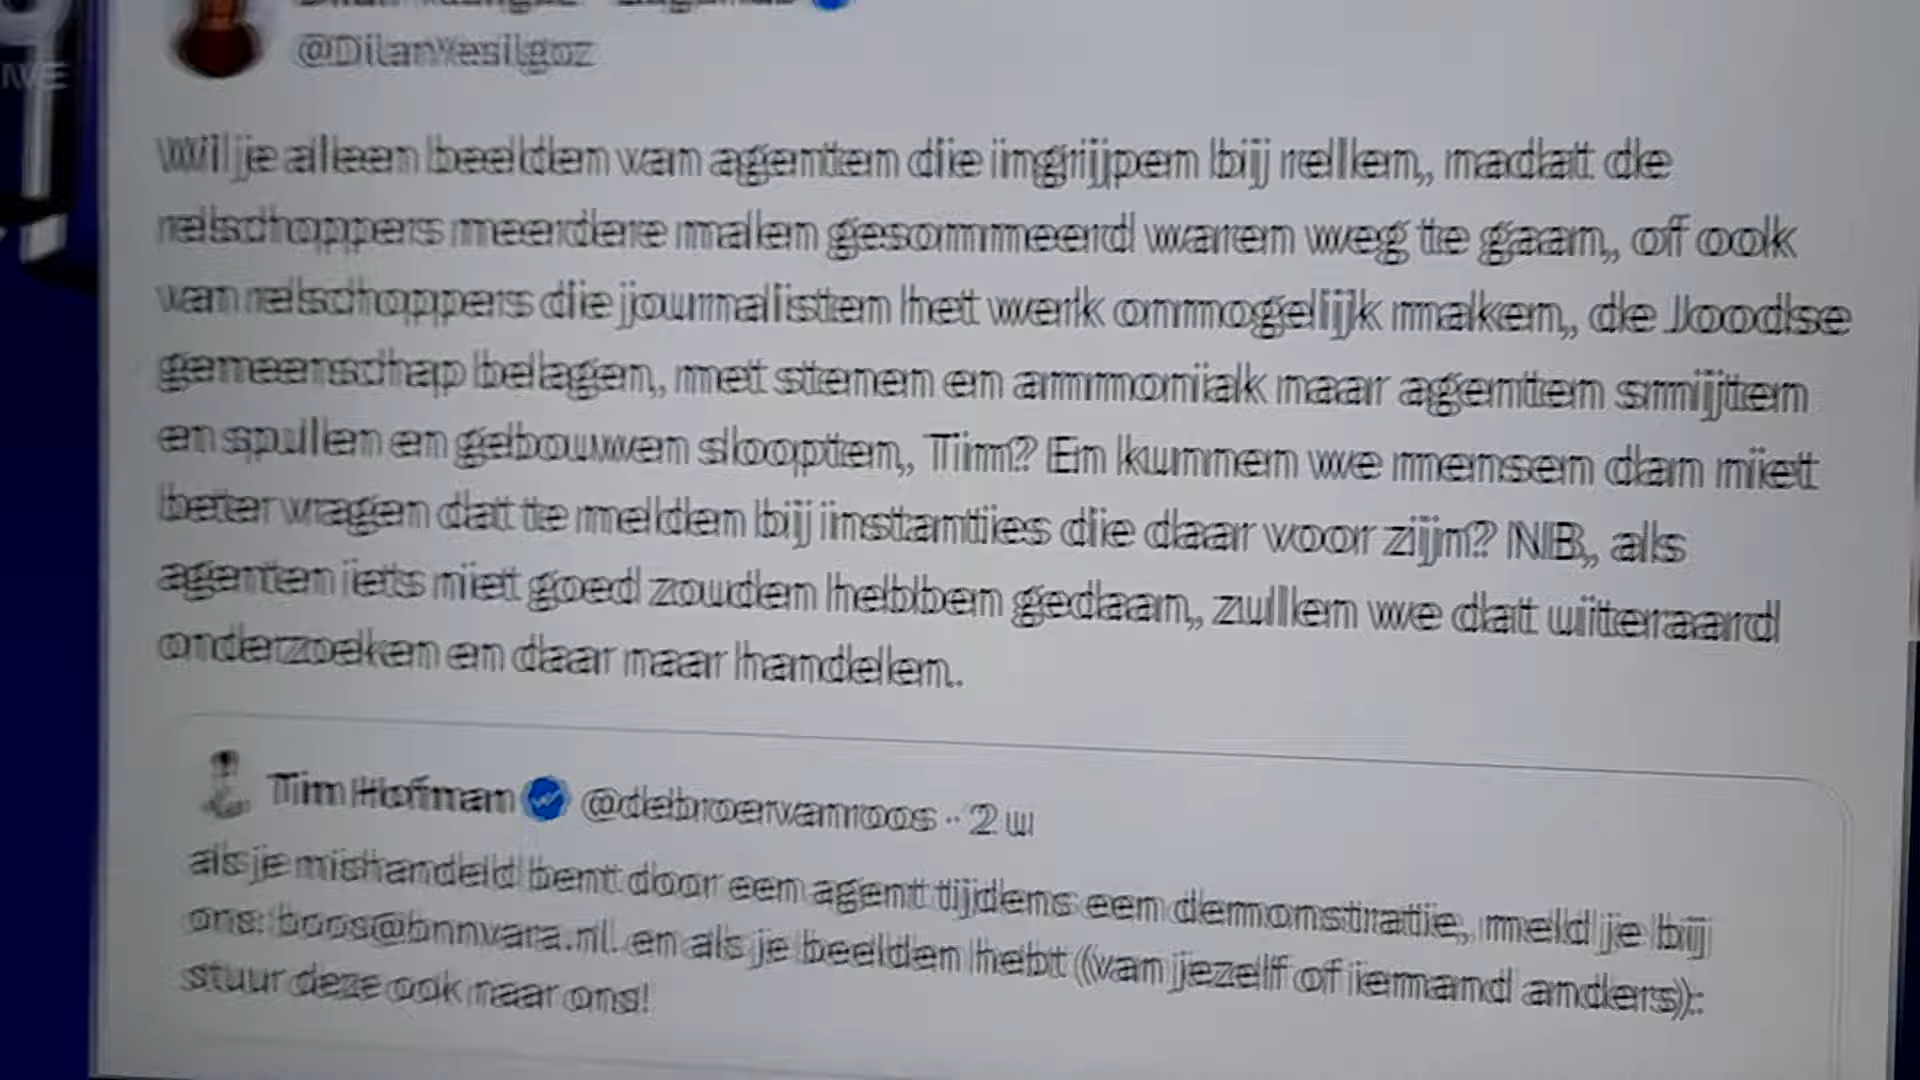 @DilanYesilgoz
Wil je alleen beelden van agenten die ingrijpen bij rellen, nadat de
relschoppers meerdere malen gesommeerd waren weg te gaan, of ook
van relschoppers die journalisten het werk onmogelijk maken, de Joodse
gemeenschap belagen, met stenen en ammoniak naar agenten smijten
en spullen en gebouwen sloopten, Tim? En kunnen we mensen dan niet
beter vragen dat te melden bij instanties die daar voor zijn? NB, als
agenten iets niet goed zouden hebben gedaan, zullen we dat uiteraard
onderzoeken en daar naar handelen.
Tim Hofman @debroervanroos · 2 u
als je mishandeld bent door een agent tijdens een demonstratie, meld je bij
ons: boos@bnnvara.nl. en als je beelden hebt (van jezelf of iemand anders):
stuur deze ook naar ons!